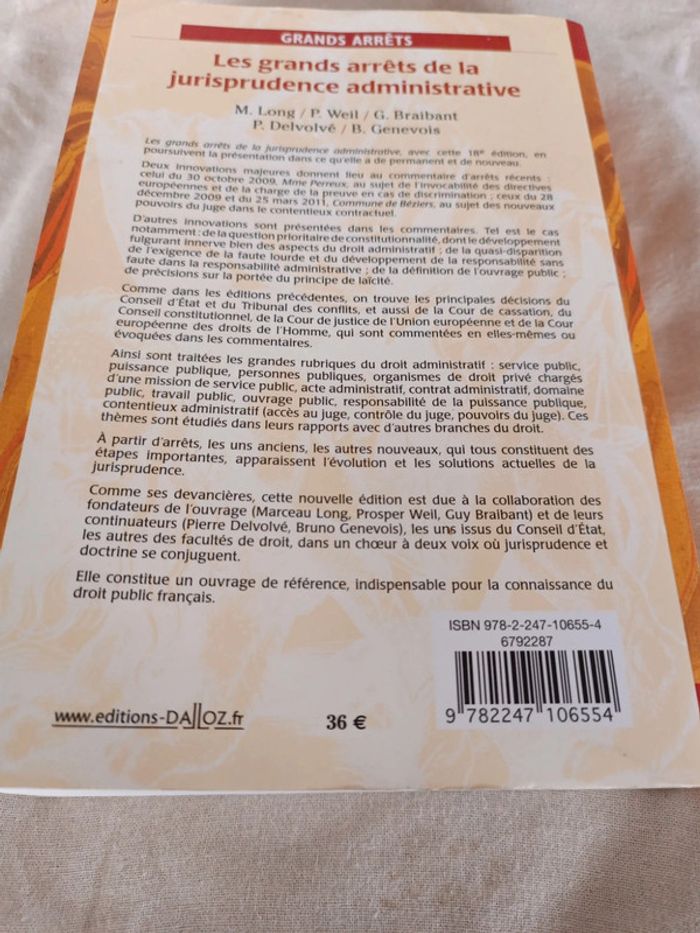 GRANDS ARRÊTS
Les grands arrêts de la
jurisprudence administrative
M. Long / P. Weil / G. Braibant
P. Delvolvé / B. Genevois
Les grands arrêts de la jurisprudence administrative, avec cette 18e édition, en
poursuivent la présentation dans ce qu'elle a de permanent et de nouveau.
Deux innovations majeures donnent lieu au commentaire d'arrêts récents :
celui du 30 octobre 2009, Mme Perreux, au sujet de l'invocabilité des directives
européennes et de la charge de la preuve en cas de discrimination ; ceux du 28
décembre 2009 et du 25 mars 2011, Commune de Béziers, au sujet des nouveaux
pouvoirs du juge dans le contentieux contractuel.
D'autres innovations sont présentées dans les commentaires. Tel est le cas
notamment : de la question prioritaire de constitutionnalité, dont le développement
fulgurant innerve bien des aspects du droit administratif ; de la quasi-disparition
de l'exigence de la faute lourde et du développement de la responsabilité sans
faute dans la responsabilité administrative ; de la définition de l'ouvrage public ;
de précisions sur la portée du principe de laïcité.
Comme dans les éditions précédentes, on trouve les principales décisions du
Conseil d'État et du Tribunal des conflits, et aussi de la Cour de cassation, du
Conseil constitutionnel, de la Cour de justice de l'Union européenne et de la Cour
européenne des droits de l'Homme, qui sont commentées en elles-mêmes ou
évoquées dans les commentaires.
Ainsi sont traitées les grandes rubriques du droit administratif : service public,
puissance publique, personnes publiques, organismes de droit privé chargés
d'une mission de service public, acte administratif, contrat administratif, domaine
public, travail public, ouvrage public, responsabilité de la puissance publique,
contentieux administratif (accès au juge, contrôle du juge, pouvoirs du juge). Ces
thèmes sont étudiés dans leurs rapports avec d'autres branches du droit.
À partir d'arrêts, les uns anciens, les autres nouveaux, qui tous constituent des
étapes importantes, apparaissent l'évolution et les solutions actuelles de la
jurisprudence.
Comme ses devancières, cette nouvelle édition est due à la collaboration des
fondateurs de l'ouvrage (Marceau Long, Prosper Weil, Guy Braibant) et de leurs
continuateurs (Pierre Delvolvé, Bruno Genevois), les uns issus du Conseil d'État,
les autres des facultés de droit, dans un chœur à deux voix où jurisprudence et
doctrine se conjuguent.
Elle constitue un ouvrage de référence, indispensable pour la connaissance du
droit public français.
ISBN 978-2-247-10655-4
6792287
9 782247 106554
www.editions-DALLOZ.fr
36 €